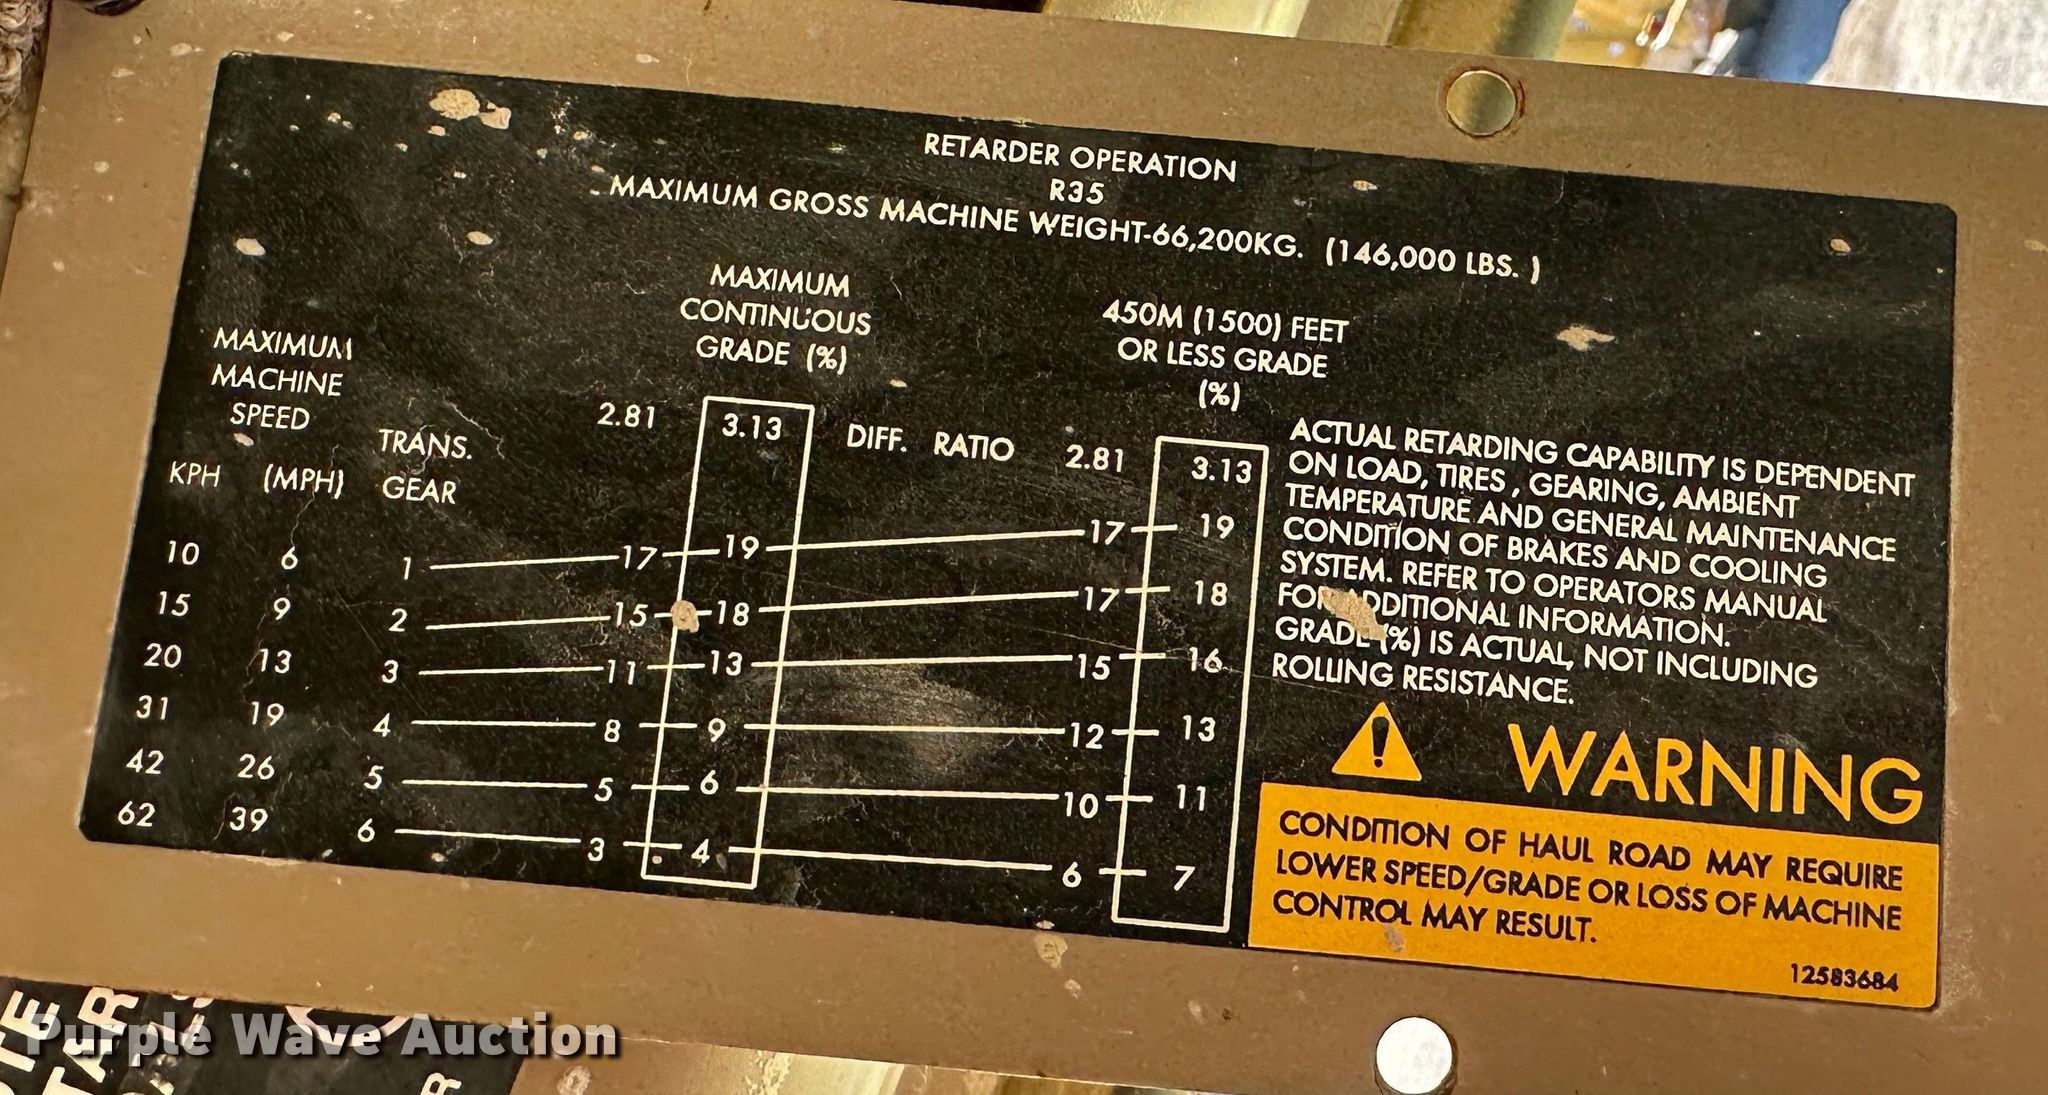 RETARDER OPERATION
R35
MAXIMUM GROSS MACHINE WEIGHT-66,200KG. (146,000 LBS. )
MAXIMUM
MACHINE
SPEED
KPH (MPH)
TRANS.
GEAR
MAXIMUM
CONTINUOUS
GRADE (%)
450M (1500) FEET
OR LESS GRADE
(%)
2.81 3.13 DIFF. RATIO 2.81 3.13
10 6 1 17 19 17 19
15 9 2 15 18 17 18
20 13 3 11 13 15 16
31 19 4 8 9 12 13
42 26 5 5 6 10 11
62 39 6 3 4 6 7
ACTUAL RETARDING CAPABILITY IS DEPENDENT
ON LOAD, TIRES , GEARING, AMBIENT
TEMPERATURE AND GENERAL MAINTENANCE
CONDITION OF BRAKES AND COOLING
SYSTEM. REFER TO OPERATORS MANUAL
FOR ADDITIONAL INFORMATION.
GRADE (%) IS ACTUAL, NOT INCLUDING
ROLLING RESISTANCE.
WARNING
CONDITION OF HAUL ROAD MAY REQUIRE
LOWER SPEED/GRADE OR LOSS OF MACHINE
CONTROL MAY RESULT.
12583684
Purple Wave Auction